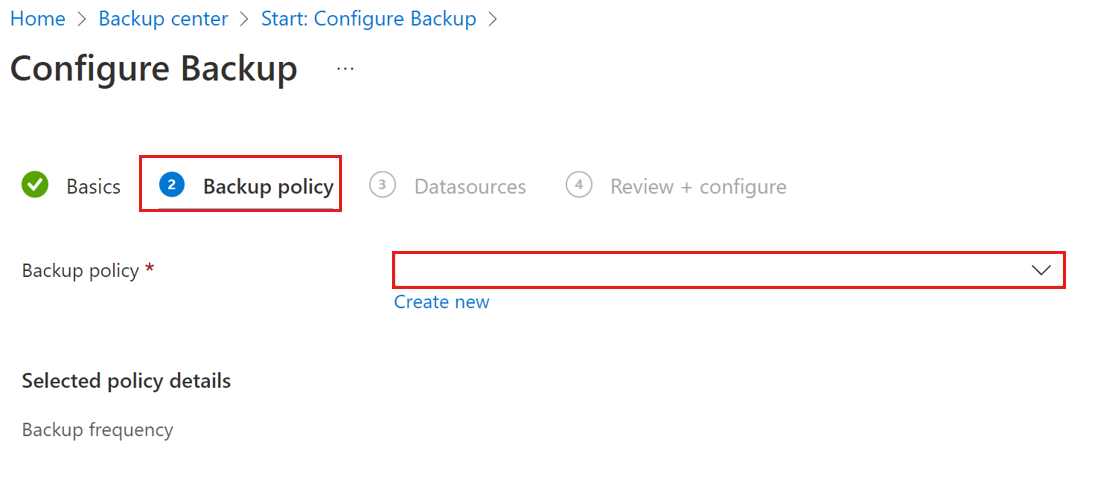 Home > Backup center > Start: Configure Backup >
Configure Backup ...
Basics 2 Backup policy 3 Datasources 4 Review + configure
Backup policy *
Create new
Selected policy details
Backup frequency